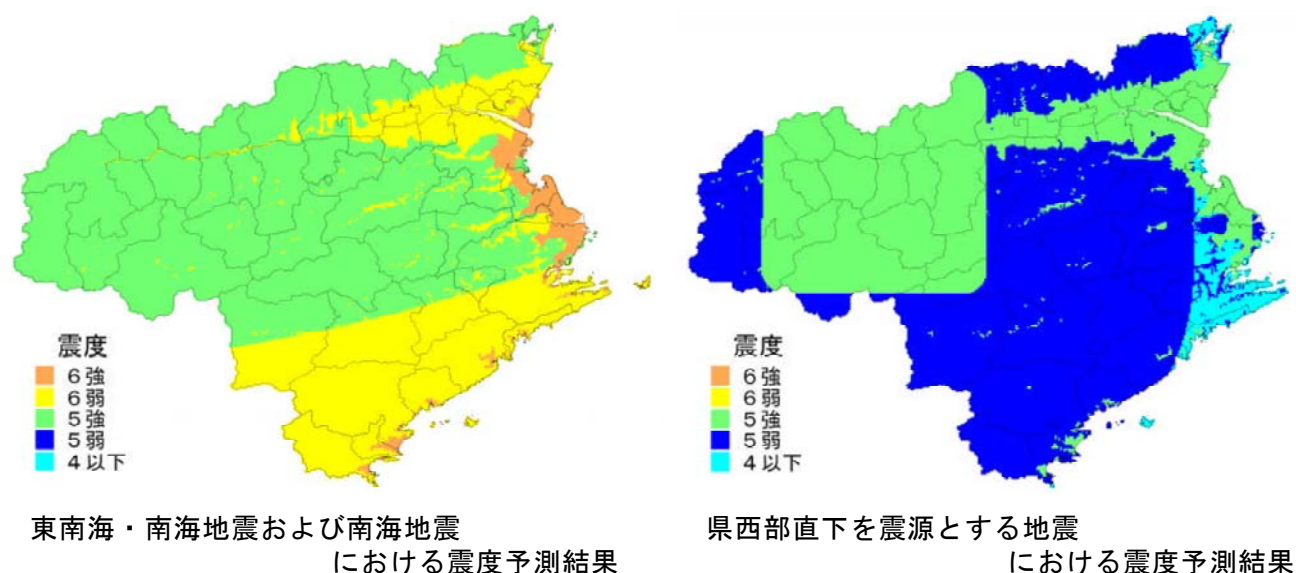 震度
6強
6弱
5強
5弱
4以下
東南海・南海地震および南海地震
における震度予測結果
震度
6強
6弱
5強
5弱
4以下
県西部直下を震源とする地震
における震度予測結果